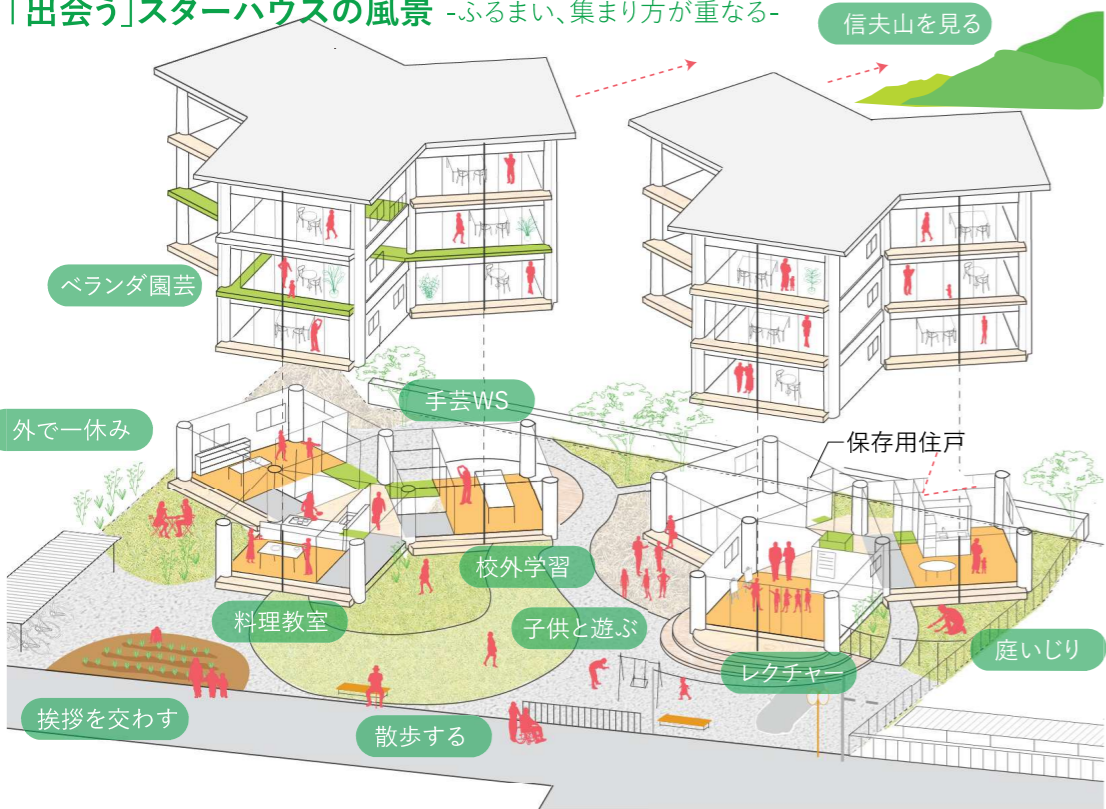 「出会う」スターハウスの風景 -ふるまい、集まり方が重なる-
信夫山を見る
ベランダ園芸
手芸WS
外で一休み
保存用住戸
校外学習
料理教室
子供と遊ぶ
レクチャー
庭いじり
挨拶を交わす
散歩する